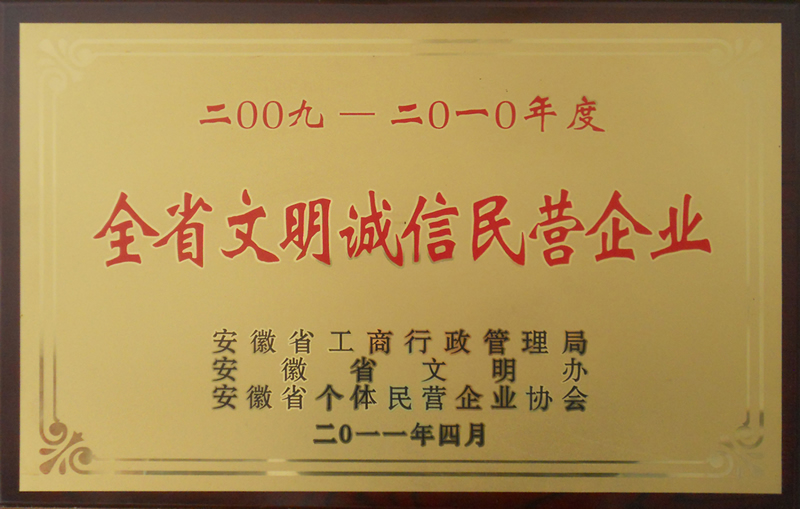 二00九—二0一0年度
全省文明诚信民营企业
安徽省工商行政管理局
安徽省文明办
安徽省个体民营企业协会
二0一一年四月